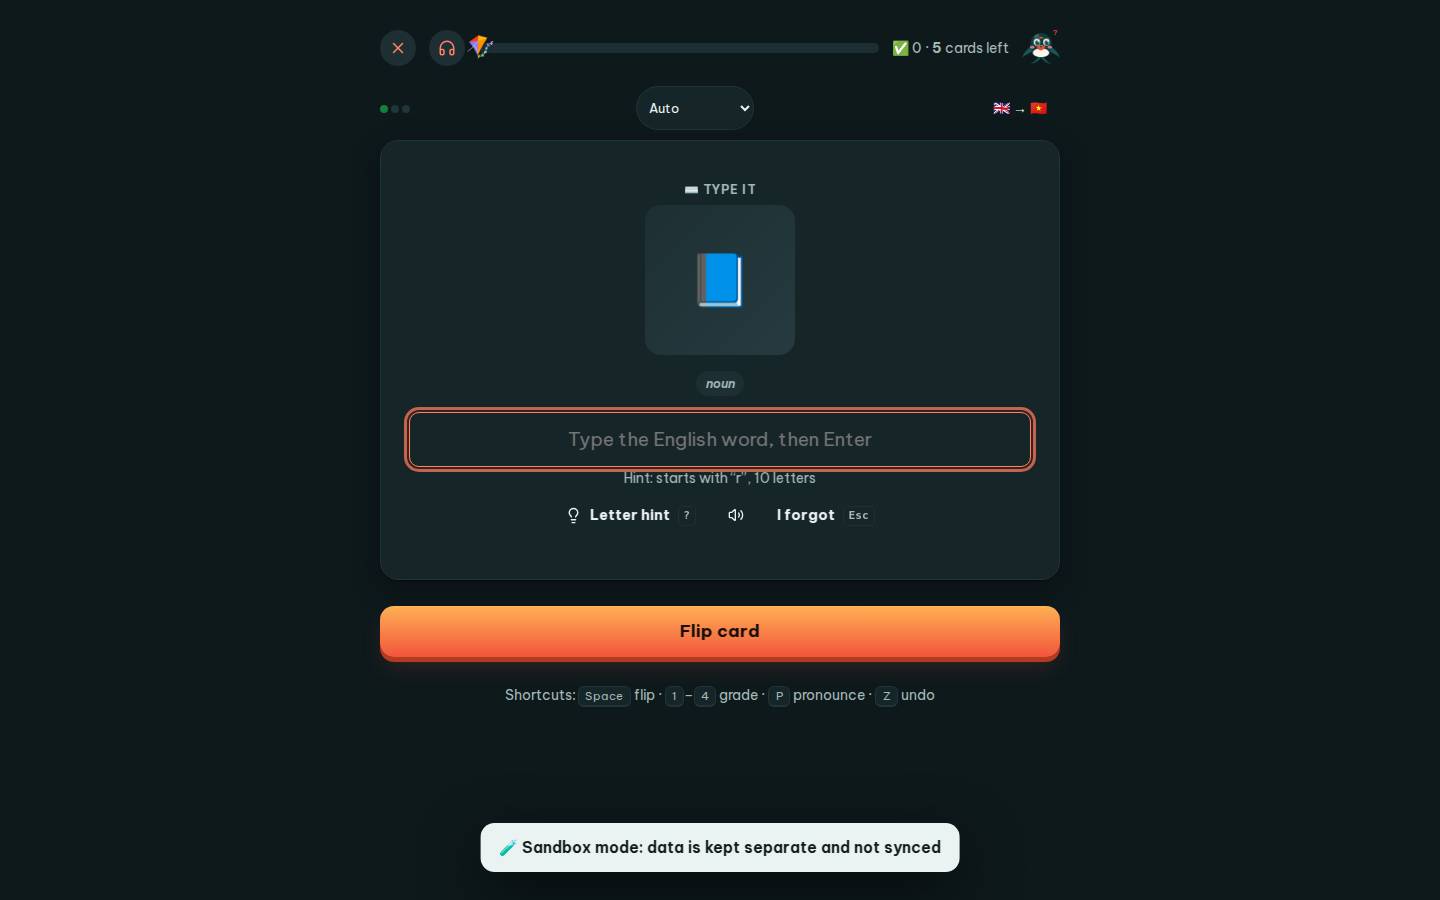 ✅ 0 · 5 cards left
Auto
🇬🇧 → 🇻🇳
⌨️ TYPE IT
noun
Type the English word, then Enter
Hint: starts with “r”, 10 letters
Letter hint ?
I forgot Esc
Flip card
Shortcuts: Space flip · 1 – 4 grade · P pronounce · Z undo
🧪 Sandbox mode: data is kept separate and not synced